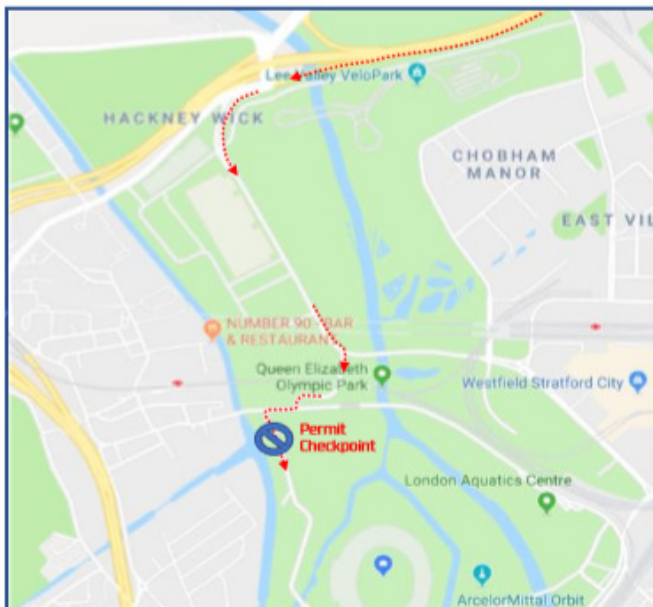 Lee Valley VeloPark
HACKNEY WICK
CHOBHAM
MANOR
EAST VIL
NUMBER 90 - BAR
& RESTAURANT
Queen Elizabeth
Olympic Park
Westfield Stratford City
Permit
Checkpoint
London Aquatics Centre
ArcelorMittal Orbit